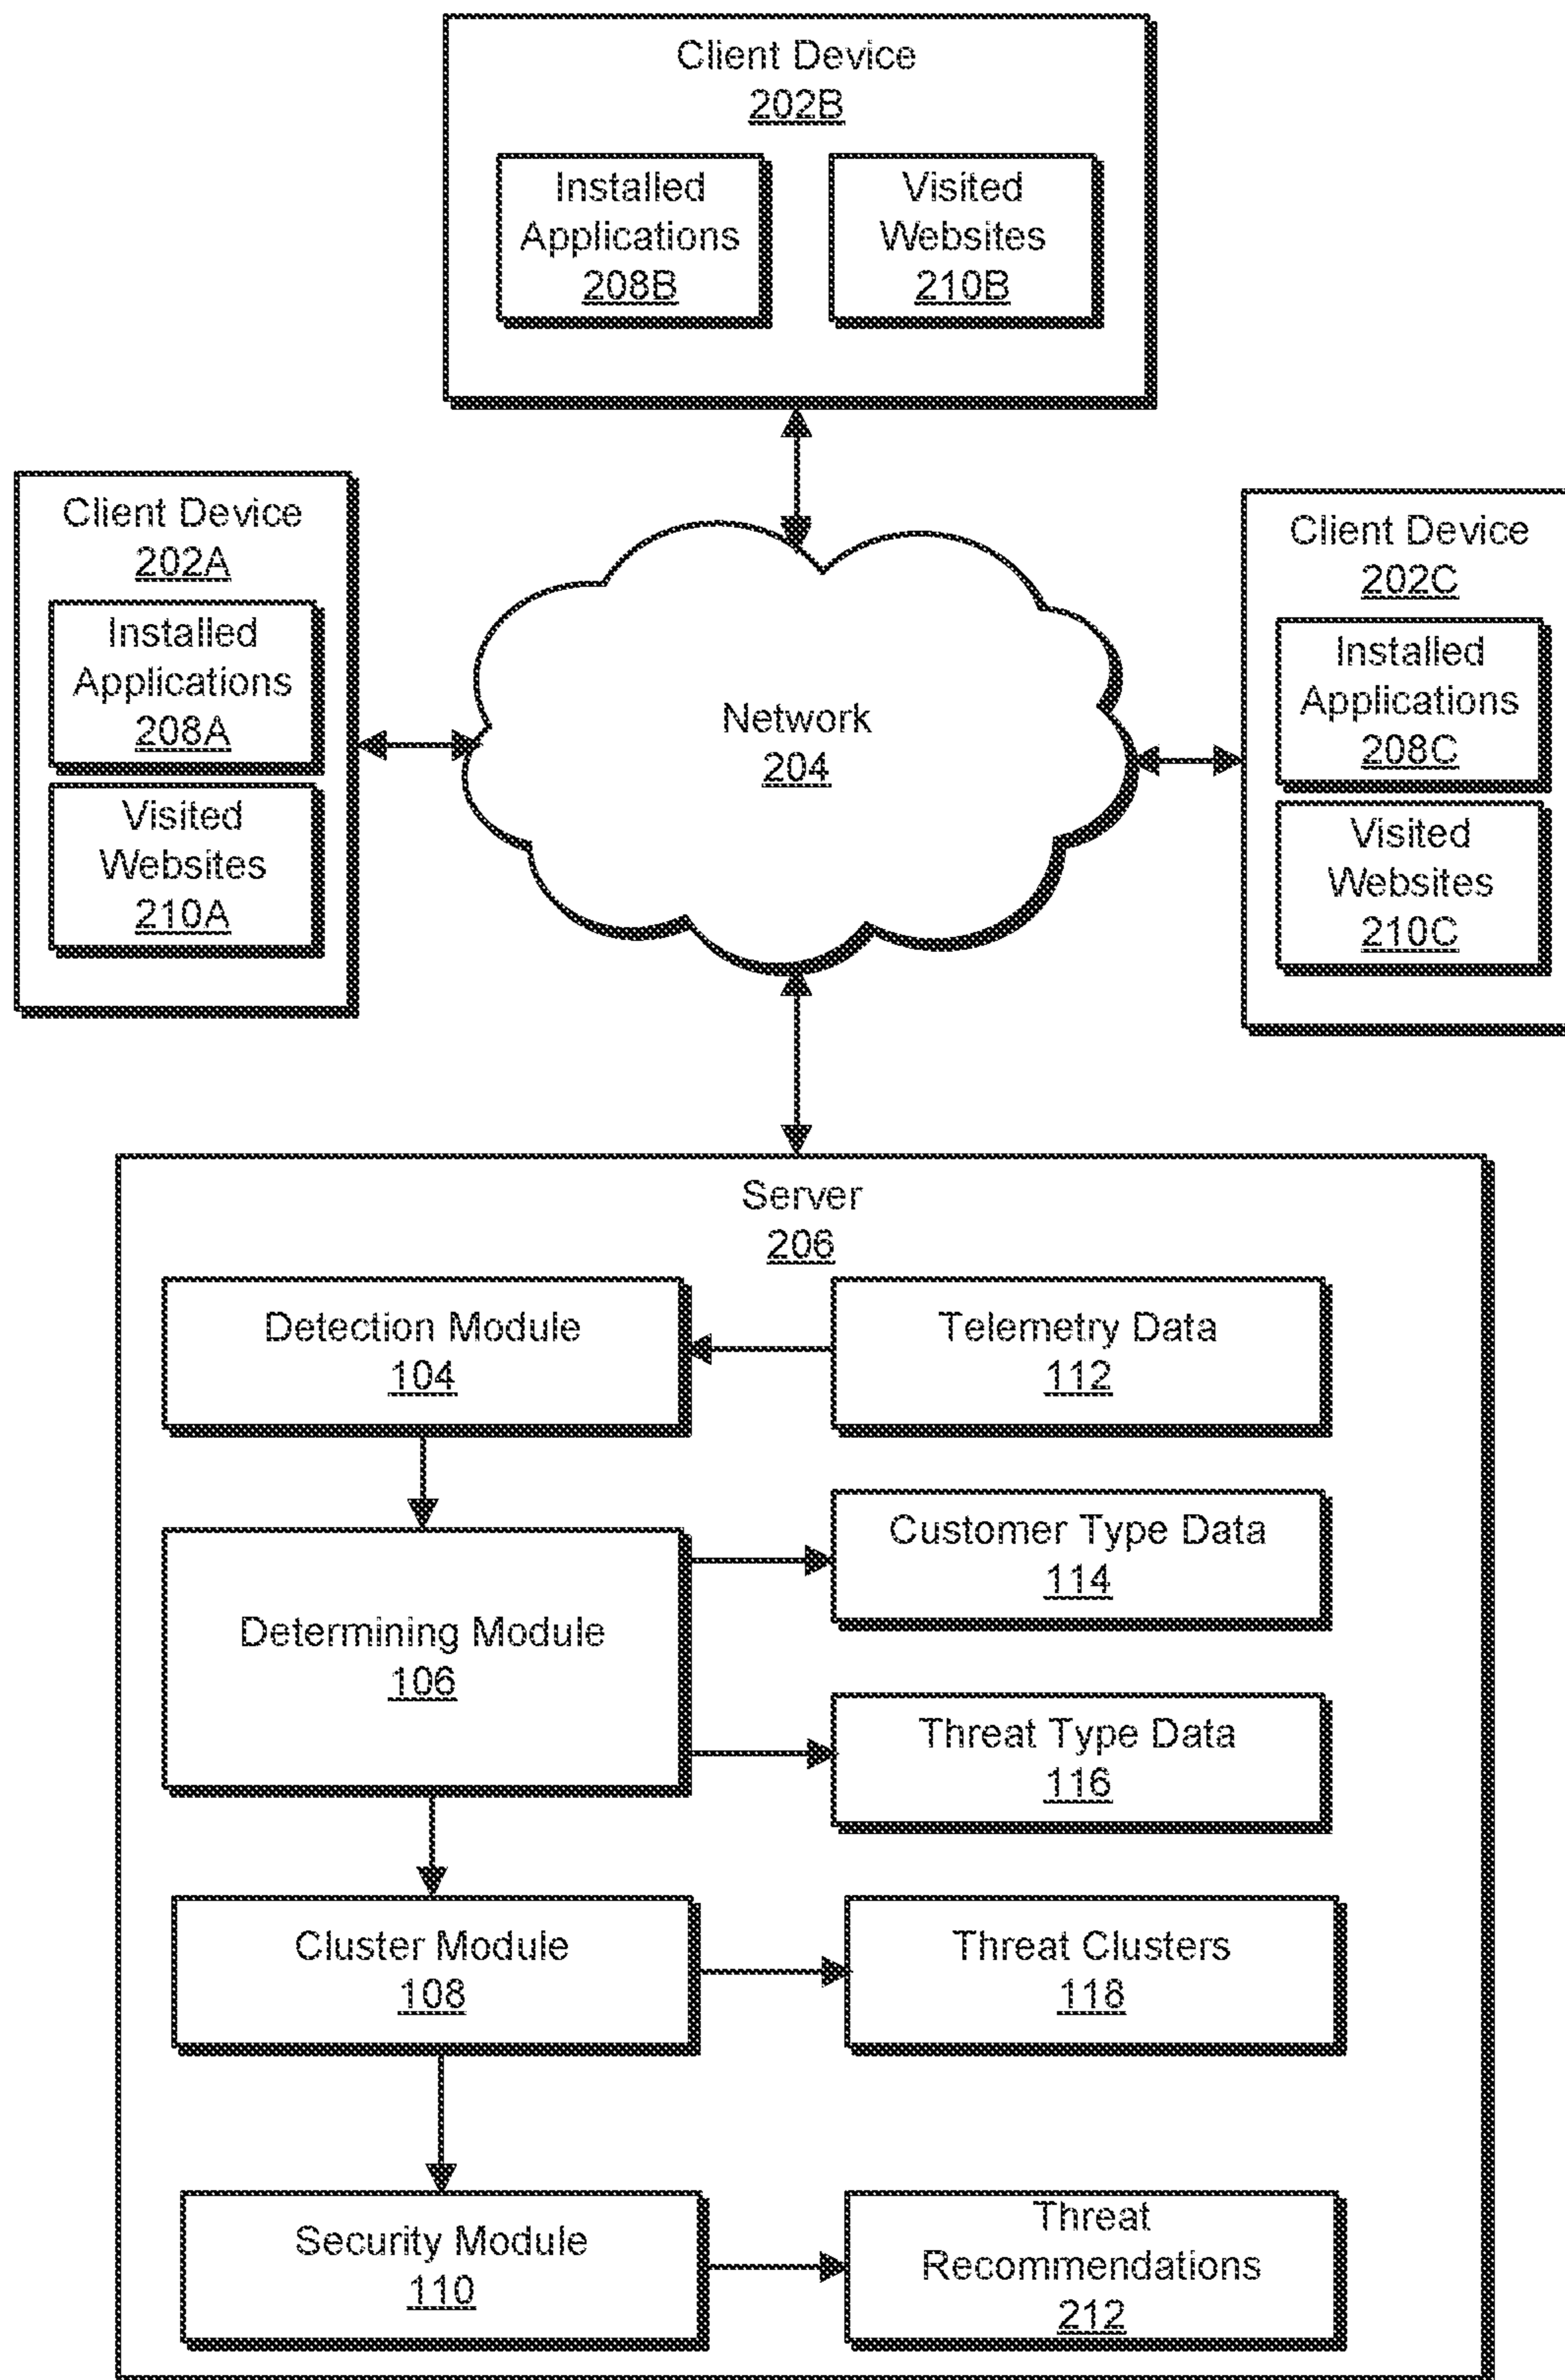 Client Device
202B
Installed
Applications
208B
Visited
Websites
210B
Client Device
202A
Installed
Applications
208A
Visited
Websites
210A
Network
204
Client Device
202C
Installed
Applications
208C
Visited
Websites
210C
Server
206
Detection Module
104
Telemetry Data
112
Determining Module
106
Customer Type Data
114
Threat Type Data
116
Cluster Module
108
Threat Clusters
118
Security Module
110
Threat
Recommendations
212